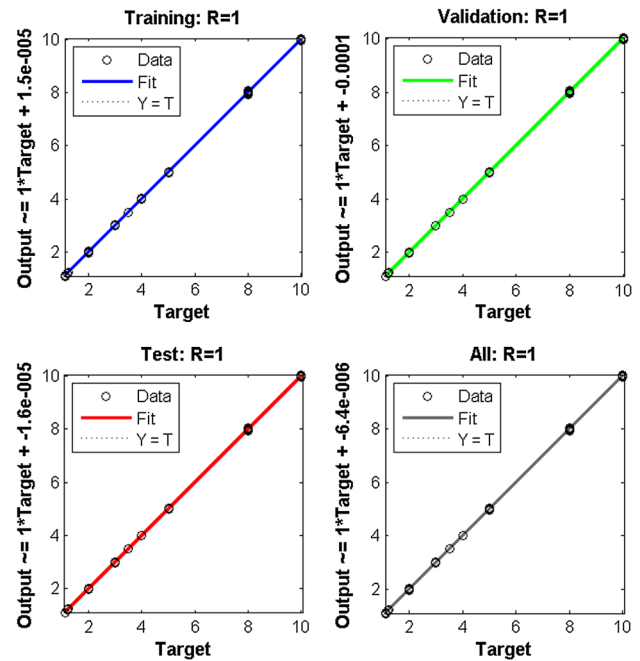 Training: R=1
Output ~= 1*Target + 1.5e-005
10
8
6
4
2
Data
Fit
Y = T
2 4 6 8 10
Target
Validation: R=1
Output ~= 1*Target + -0.0001
10
8
6
4
2
Data
Fit
Y = T
2 4 6 8 10
Target
Test: R=1
Output ~= 1*Target + -1.6e-005
10
8
6
4
2
Data
Fit
Y = T
2 4 6 8 10
Target
All: R=1
Output ~= 1*Target + -6.4e-006
10
8
6
4
2
Data
Fit
Y = T
2 4 6 8 10
Target